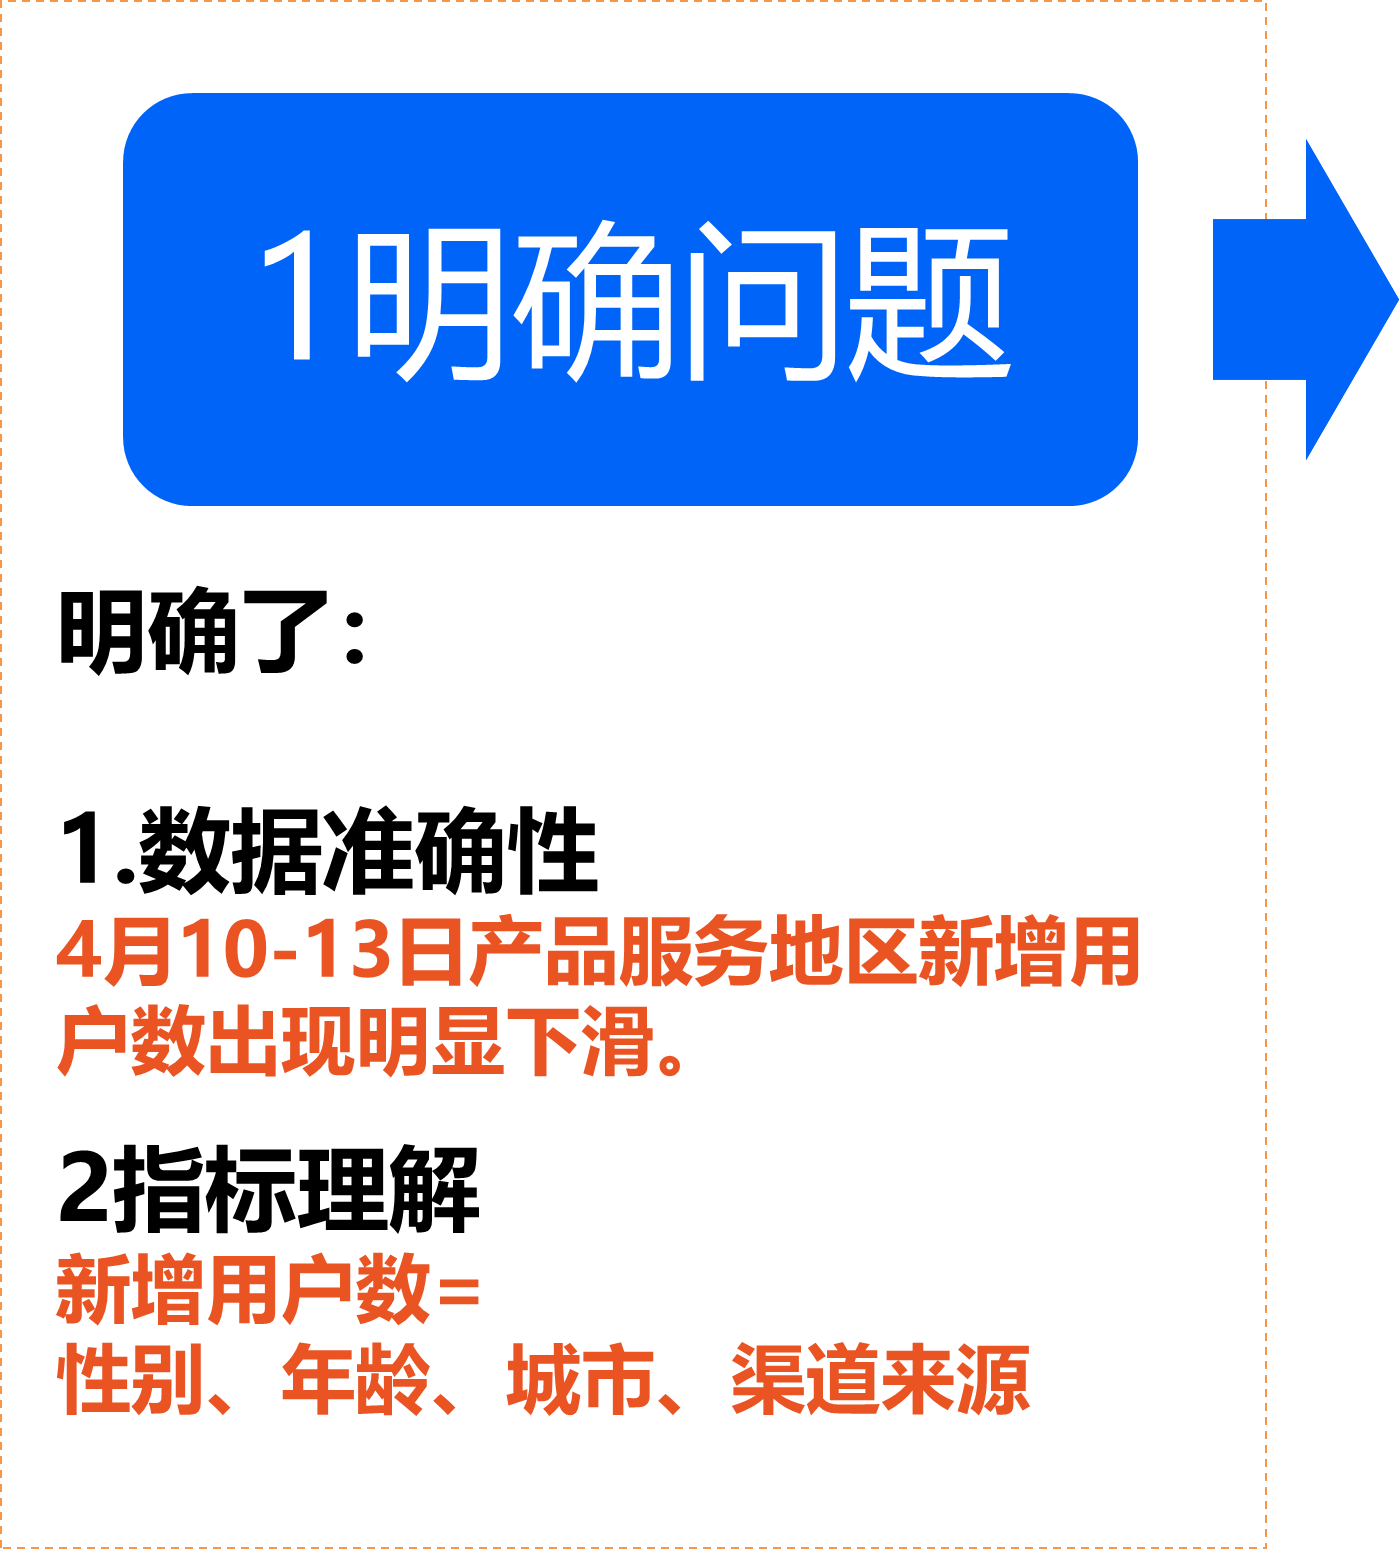 1明确问题
明确了：
1.数据准确性
4月10-13日产品服务地区新增用
户数出现明显下滑。
2指标理解
新增用户数=
性别、年龄、城市、渠道来源